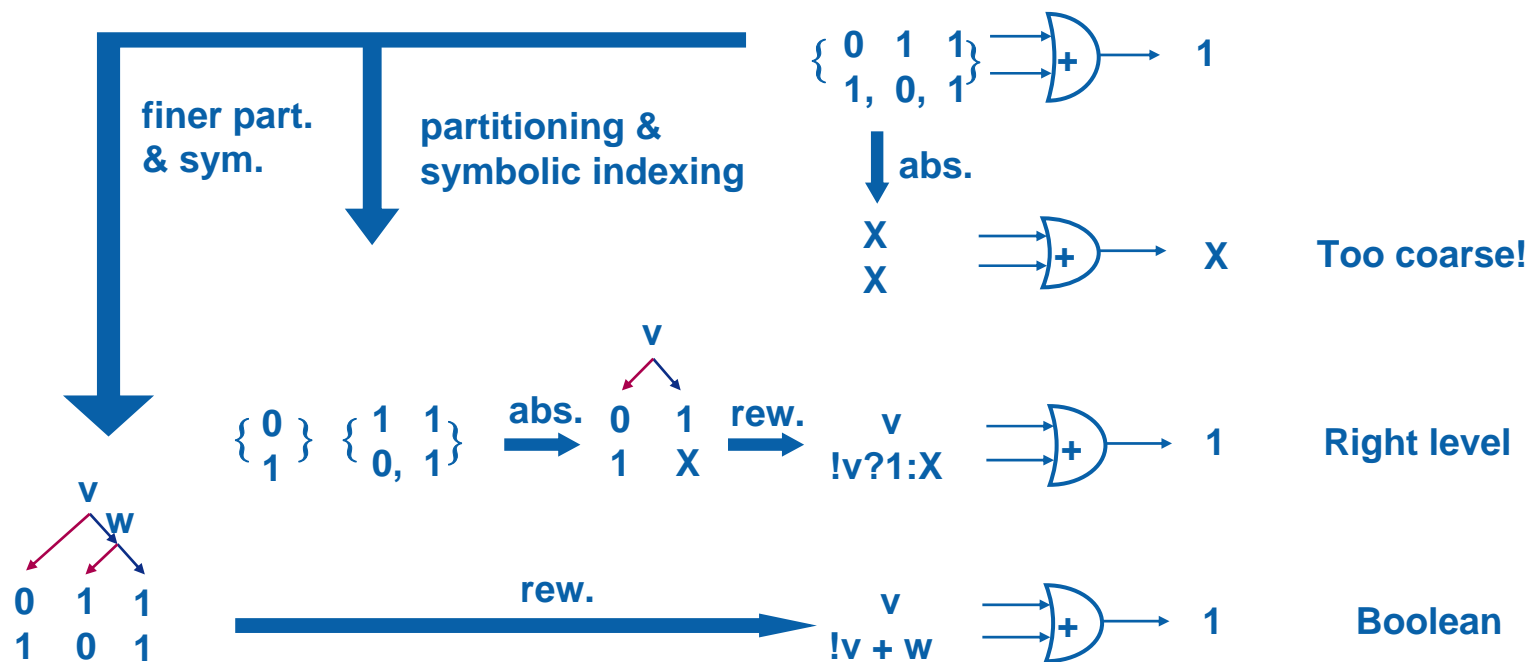 { 0 1 1 } + 1
1, 0, 1
finer part.
& sym.
partitioning &
symbolic indexing
abs.
X
X
+ X Too coarse!
v
{ 0 } { 1 1 } abs. 0 1 rew. v + 1 Right level
1 0, 1 1 X !v?1:X
v
w
0 1 1 rew. v + 1 Boolean
1 0 1 !v + w